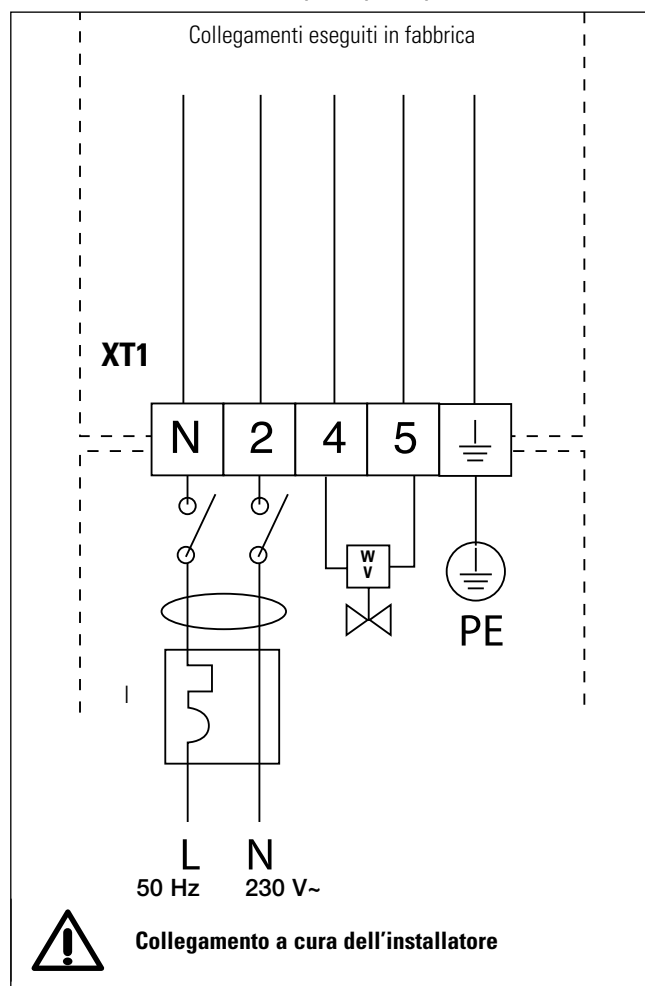 Collegamenti eseguiti in fabbrica
XT1
N 2 4 5
W
V
PE
I
L N
50 Hz 230 V~
Collegamento a cura dell'installatore